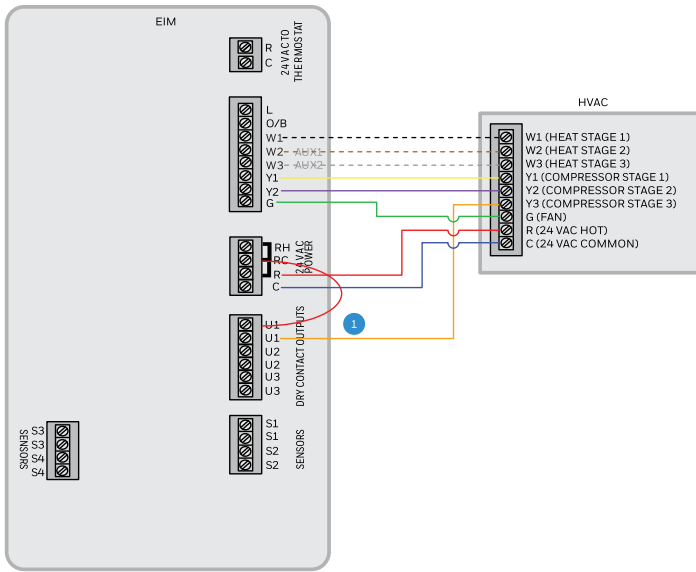 EIM
R
C
24 VAC TO
THERMOSTAT
L
O/B
W1
W2 AUX1
W3 AUX2
Y1
Y2
G
RH
RC
R
C
24 VAC
POWER
U1
U1
U2
U2
U3
U3
DRY CONTACT OUTPUTS
1
S1
S1
S2
S2
SENSORS
SENSORS
S3
S3
S4
S4
HVAC
W1 (HEAT STAGE 1)
W2 (HEAT STAGE 2)
W3 (HEAT STAGE 3)
Y1 (COMPRESSOR STAGE 1)
Y2 (COMPRESSOR STAGE 2)
Y3 (COMPRESSOR STAGE 3)
G (FAN)
R (24 VAC HOT)
C (24 VAC COMMON)